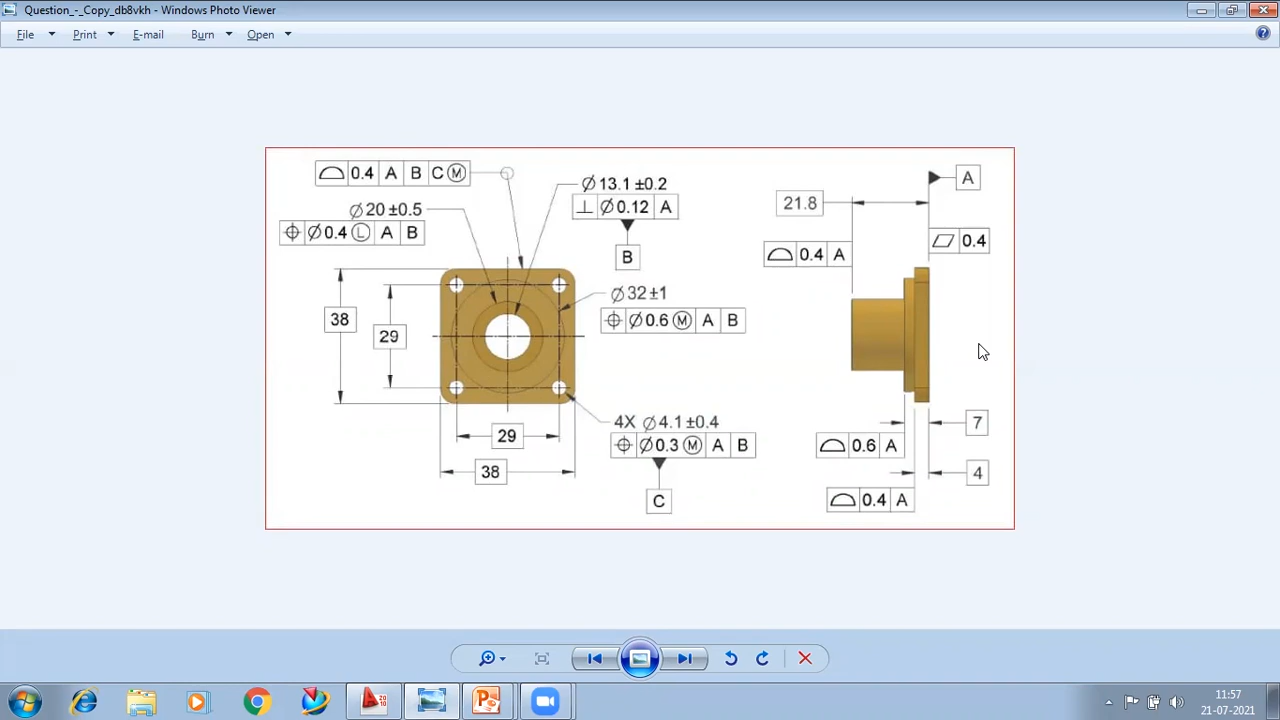 Question_-_Copy_db8vkh - Windows Photo Viewer
File Print E-mail Burn Open
⌓ 0.4 A B C Ⓜ
⌀ 13.1 ±0.2
⟂ ⌀ 0.12 A
B
⌀ 20 ±0.5
⌖ ⌀ 0.4 Ⓛ A B
⌀ 32 ±1
⌖ ⌀ 0.6 Ⓜ A B
38
29
29
38
4X ⌀ 4.1 ±0.4
⌖ ⌀ 0.3 Ⓜ A B
C
A
21.8
⌓ 0.4 A
⏥ 0.4
7
⌓ 0.6 A
4
⌓ 0.4 A
11:57
21-07-2021